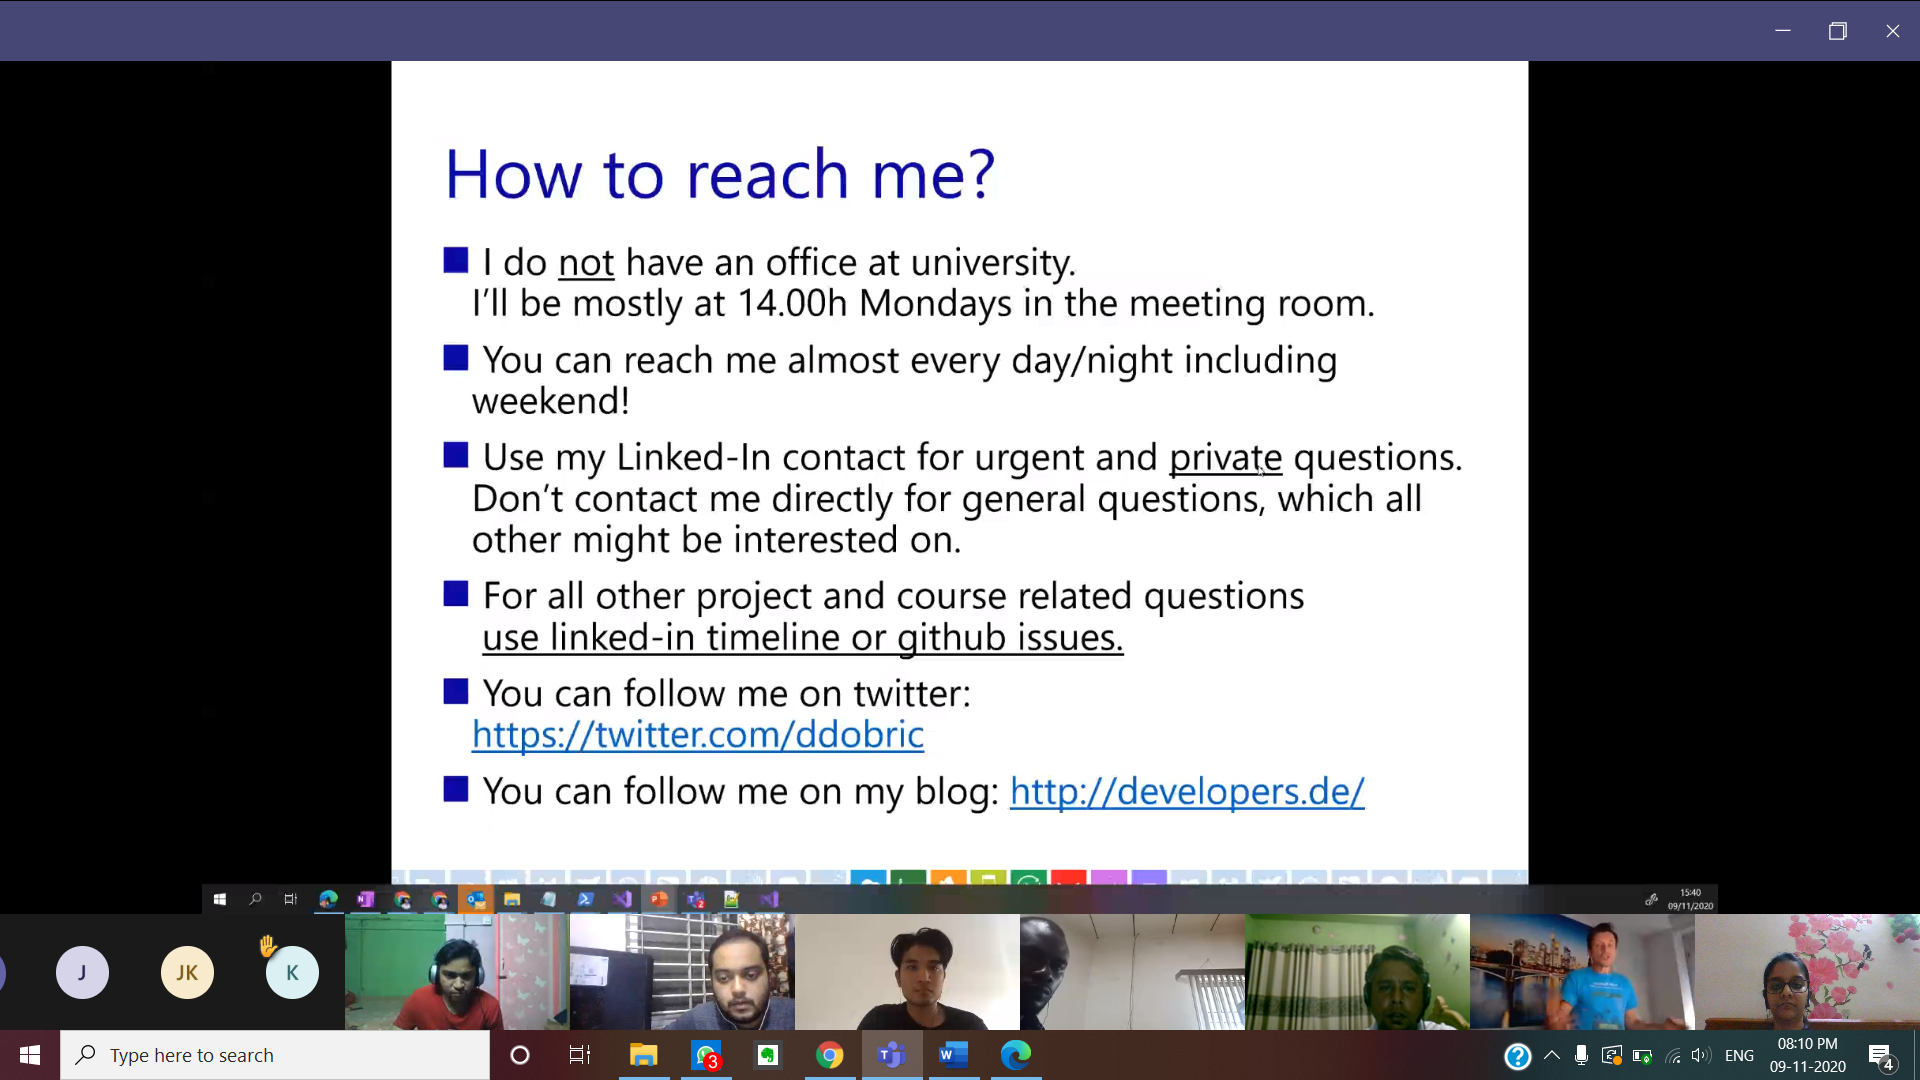 How to reach me?
I do not have an office at university.
I’ll be mostly at 14.00h Mondays in the meeting room.
You can reach me almost every day/night including
weekend!
Use my Linked-In contact for urgent and private questions.
Don’t contact me directly for general questions, which all
other might be interested on.
For all other project and course related questions
use linked-in timeline or github issues.
You can follow me on twitter:
https://twitter.com/ddobric
You can follow me on my blog: http://developers.de/
15:40
09/11/2020
J
JK
K
Type here to search
3
W
ENG
08:10 PM
09-11-2020
4